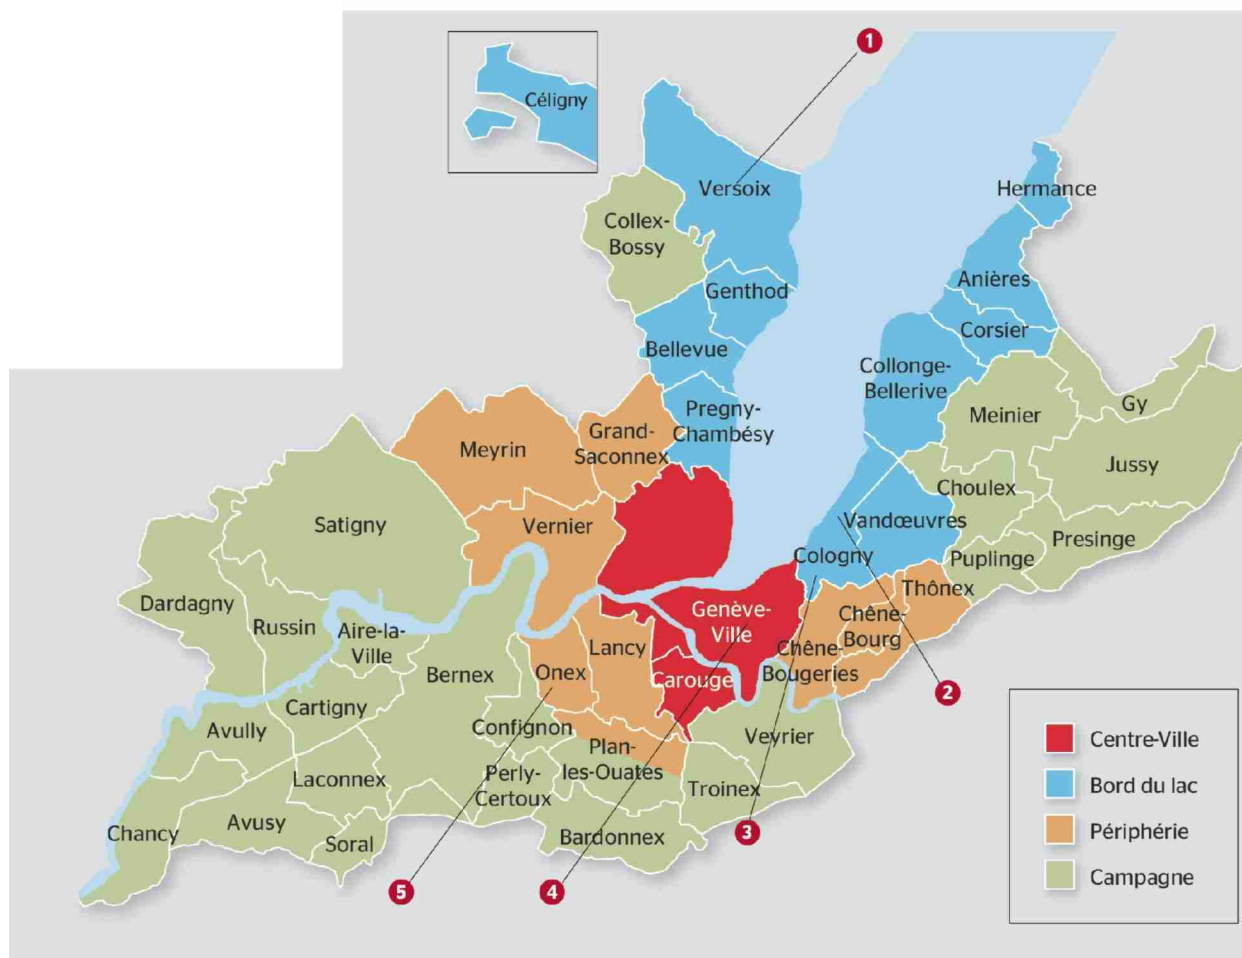 1
Céligny
Versoix
Hermance
Collex-
Bossy
Genthod
Anières
Corsier
Bellevue
Collonge-
Bellerive
Pregny-
Chambésy
Meinier
Gy
Meyrin
Grand-
Saconnex
Jussy
Choulex
Satigny
Vernier
Vandœuvres
Presinge
Cologny
Puplinge
Thônex
Dardagny
Russin
Aire-la-
Ville
Genève-
Ville
Chêne-
Bourg
Lancy
Chêne-
Bougeries
Onex
Carouge
Bernex
2
Cartigny
Avully
Confignon
Plan-
les-Ouates
Veyrier
Laconnex
Perly-
Certoux
Troinex
Chancy
Avusy
Soral
Bardonnex
3
5
4
Centre-Ville
Bord du lac
Périphérie
Campagne